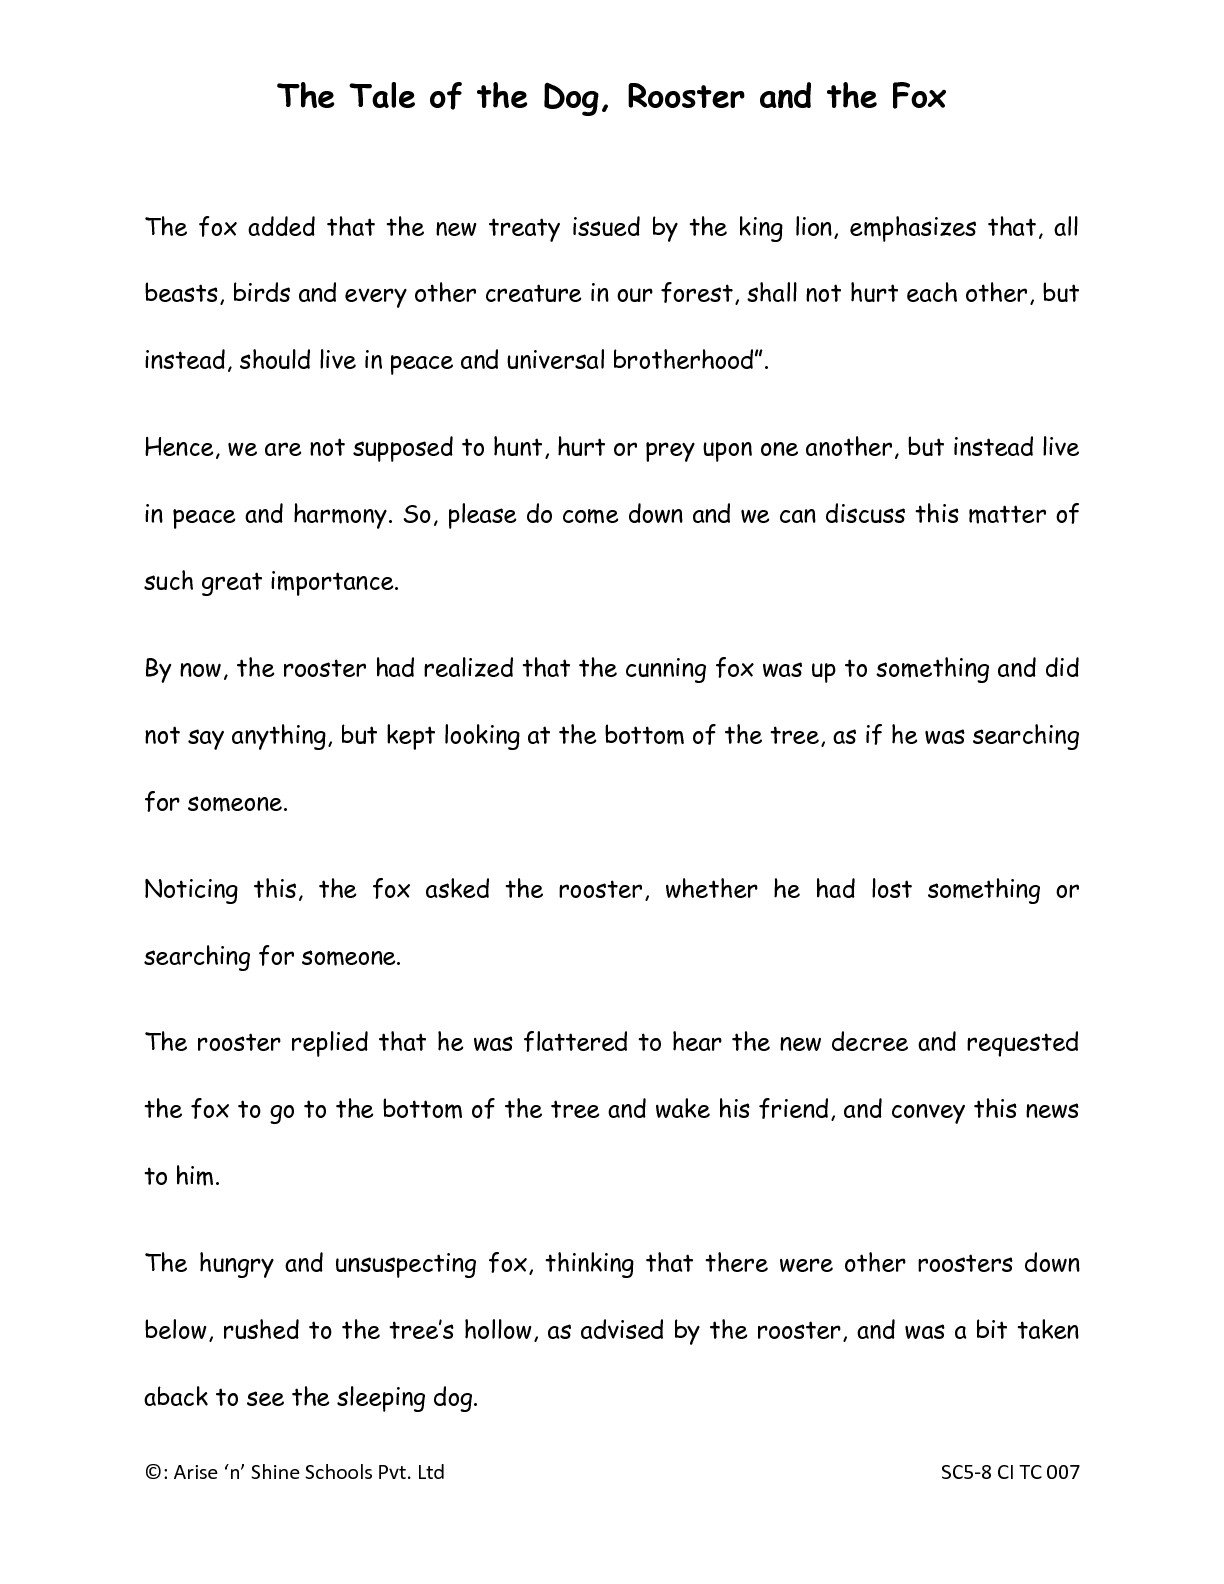 The Tale of the Dog, Rooster and the Fox
The fox added that the new treaty issued by the king lion, emphasizes that, all
beasts, birds and every other creature in our forest, shall not hurt each other, but
instead, should live in peace and universal brotherhood”.
Hence, we are not supposed to hunt, hurt or prey upon one another, but instead live
in peace and harmony. So, please do come down and we can discuss this matter of
such great importance.
By now, the rooster had realized that the cunning fox was up to something and did
not say anything, but kept looking at the bottom of the tree, as if he was searching
for someone.
Noticing this, the fox asked the rooster, whether he had lost something or
searching for someone.
The rooster replied that he was flattered to hear the new decree and requested
the fox to go to the bottom of the tree and wake his friend, and convey this news
to him.
The hungry and unsuspecting fox, thinking that there were other roosters down
below, rushed to the tree’s hollow, as advised by the rooster, and was a bit taken
aback to see the sleeping dog.
©: Arise ‘n’ Shine Schools Pvt. Ltd SC5-8 CI TC 007